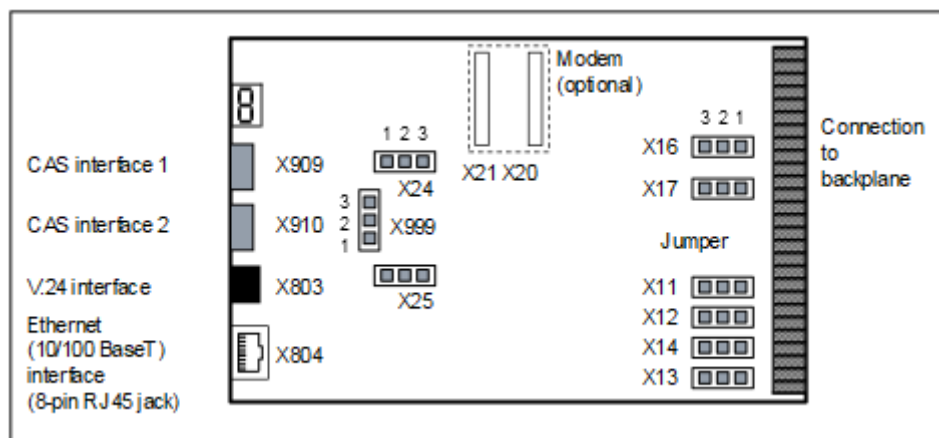 Modem
(optional)
8
1 2 3
3 2 1
CAS interface 1
X909
X24
X21 X20
X16
Connection
to
backplane
X17
CAS interface 2
X910
3
2
1
X999
Jumper
V.24 interface
X803
X25
X11
X12
Ethernet
(10/100 BaseT)
interface
(8-pin RJ45 jack)
X804
X14
X13